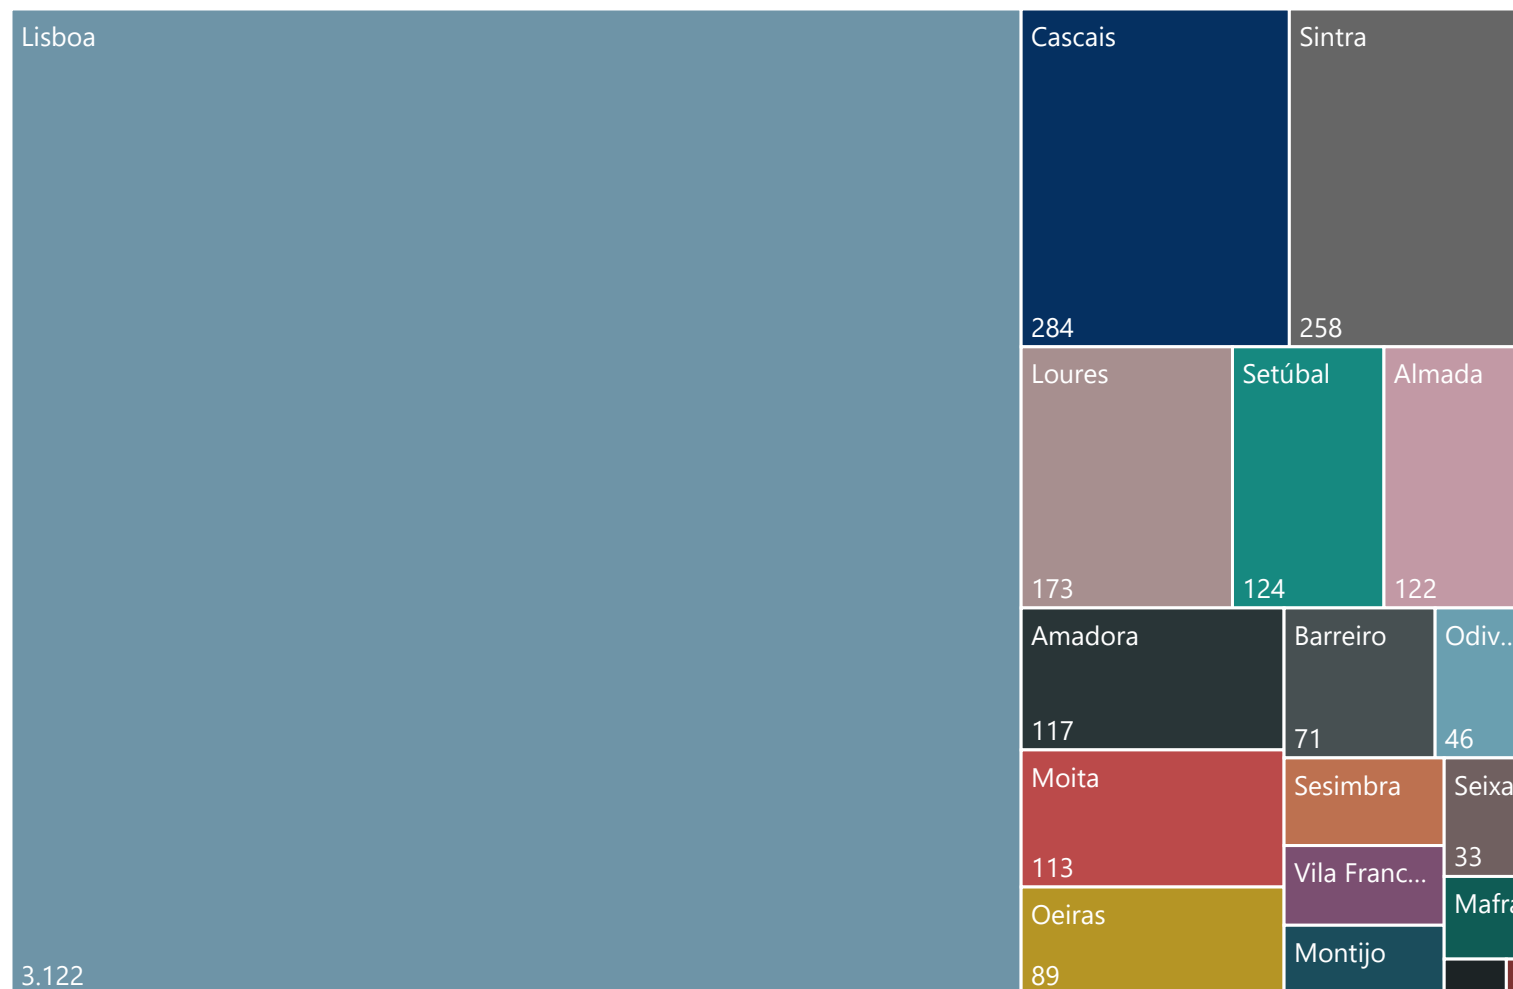 Lisboa
3.122
Cascais
284
Sintra
258
Loures
173
Setúbal
124
Almada
122
Amadora
117
Barreiro
71
Odiv...
46
Moita
113
Sesimbra
Seixa
33
Vila Franc...
Mafra
Oeiras
89
Montijo